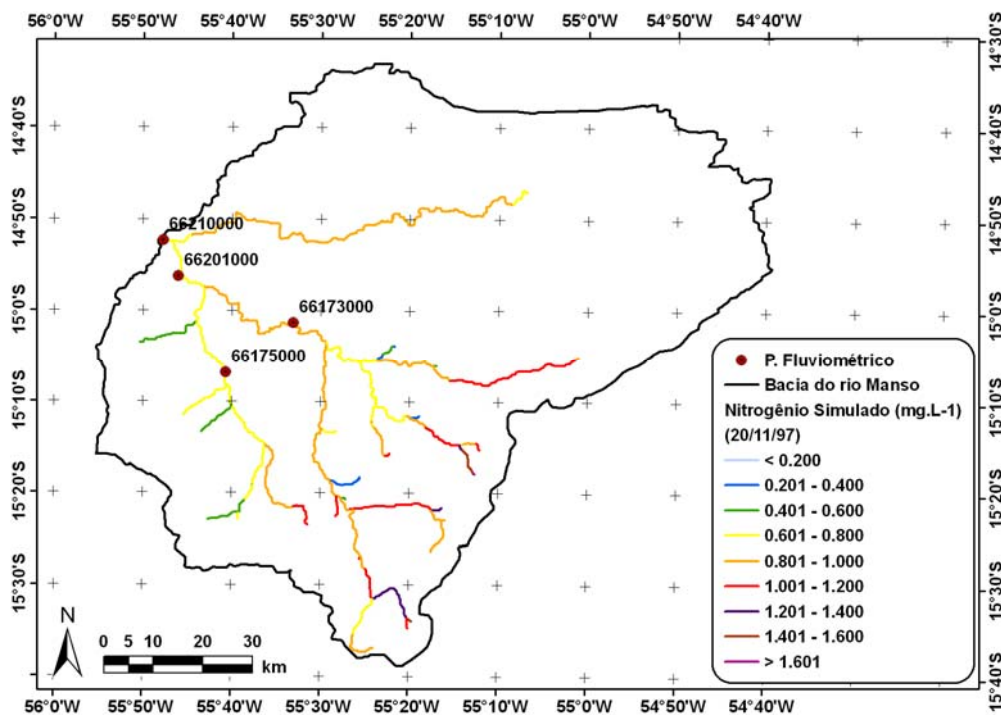 56°0'W 55°50'W 55°40'W 55°30'W 55°20'W 55°10'W 55°0'W 54°50'W 54°40'W
14°30'S
14°40'S 14°40'S
14°50'S 14°50'S
15°0'S 15°0'S
15°10'S 15°10'S
15°20'S 15°20'S
15°30'S 15°30'S
15°40'S
66210000
66201000
66173000
66175000
P. Fluviométrico
Bacia do rio Manso
Nitrogênio Simulado (mg.L-1)
(20/11/97)
< 0.200
0.201 - 0.400
0.401 - 0.600
0.601 - 0.800
0.801 - 1.000
1.001 - 1.200
1.201 - 1.400
1.401 - 1.600
> 1.601
N
0 5 10 20 30
km
56°0'W 55°50'W 55°40'W 55°30'W 55°20'W 55°10'W 55°0'W 54°50'W 54°40'W